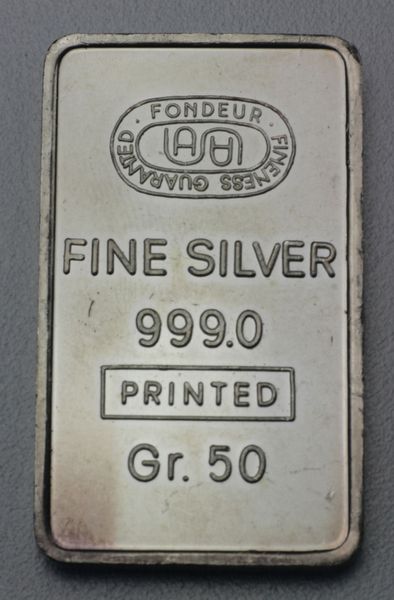 · FONDEUR ·
FINENESS GUARANTEED
FINE SILVER
999.0
PRINTED
Gr. 50